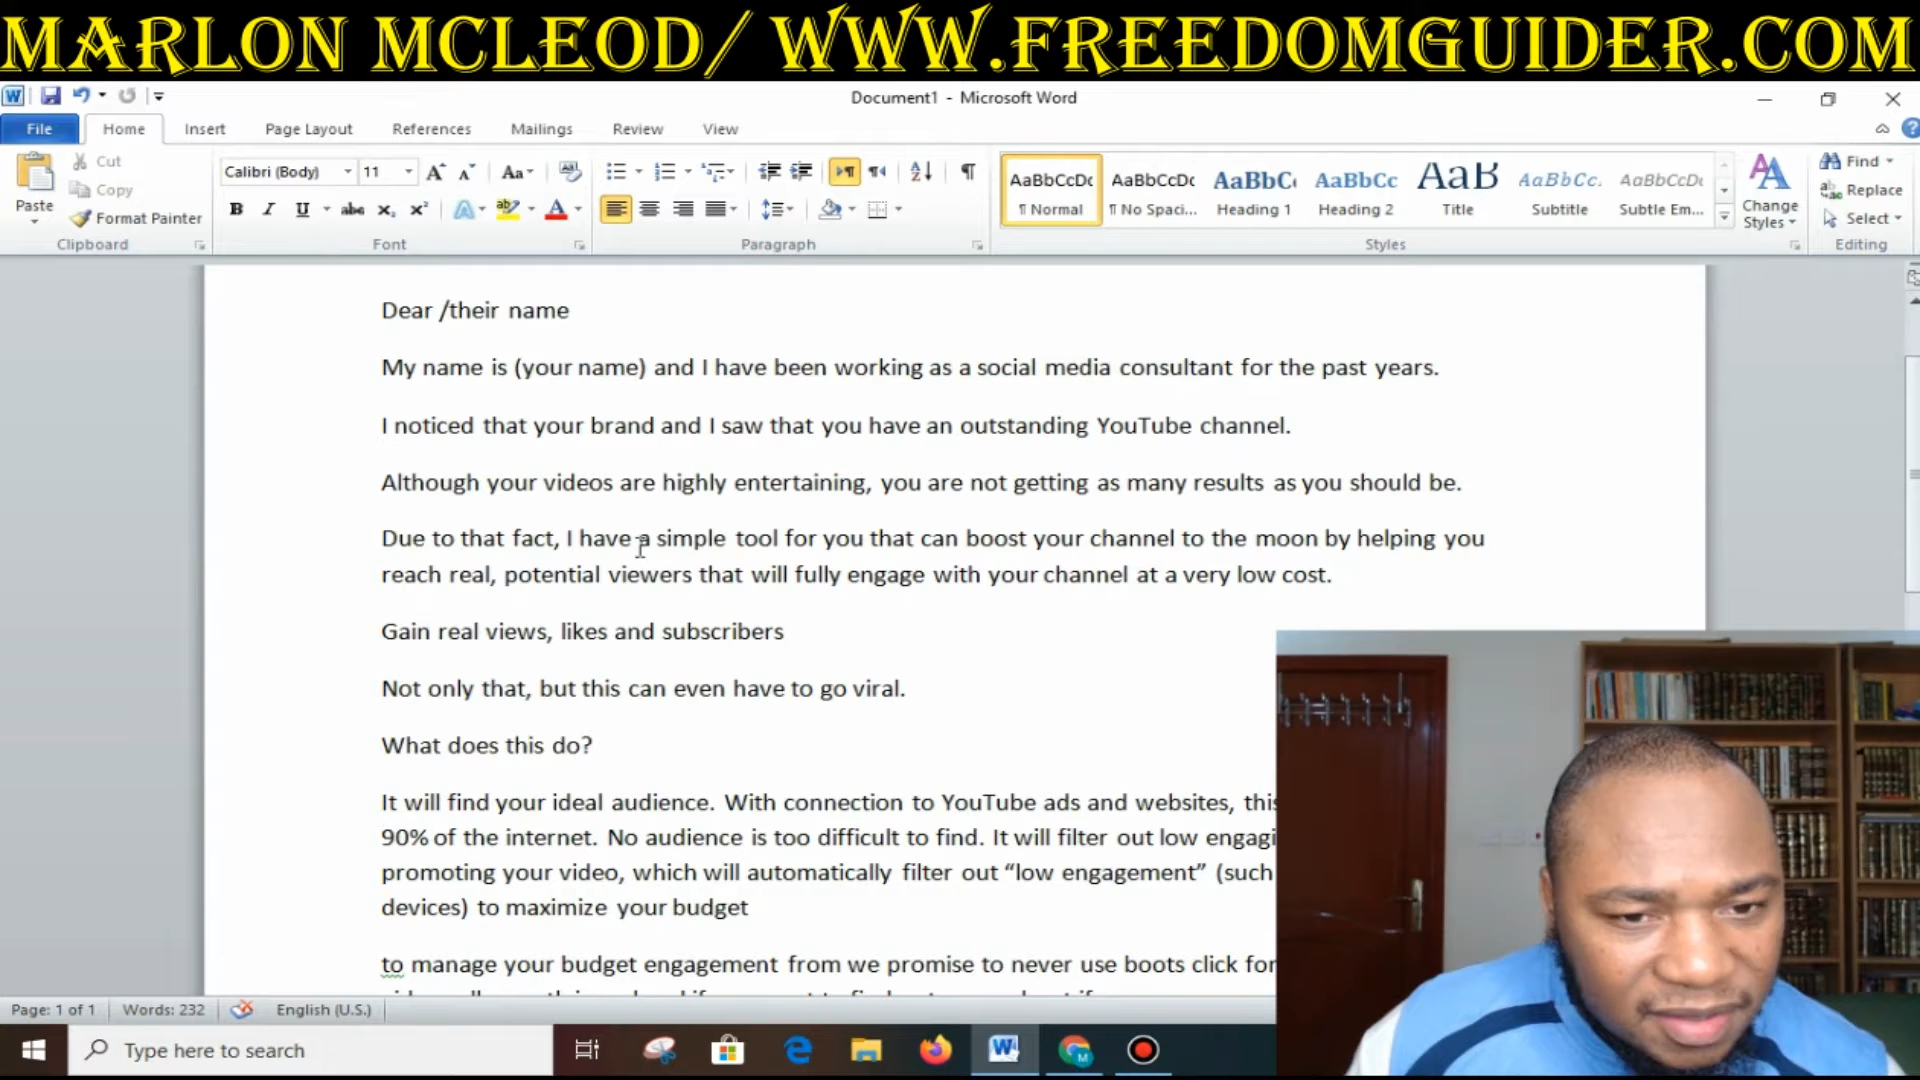 MARLON MCLEOD/ WWW.FREEDOMGUIDER.COM
Document1 - Microsoft Word
File Home Insert Page Layout References Mailings Review View
Paste
Cut
Copy
Format Painter
Clipboard
Calibri (Body) 11
Font
Paragraph
AaBbCcDc AaBbCcDc AaBbC AaBbCc AaB AaBbCc. AaBbCcDc
¶ Normal ¶ No Spaci... Heading 1 Heading 2 Title Subtitle Subtle Em...
Change Styles
Styles
Find
Replace
Select
Editing
Dear /their name
My name is (your name) and I have been working as a social media consultant for the past years.
I noticed that your brand and I saw that you have an outstanding YouTube channel.
Although your videos are highly entertaining, you are not getting as many results as you should be.
Due to that fact, I have a simple tool for you that can boost your channel to the moon by helping you
reach real, potential viewers that will fully engage with your channel at a very low cost.
Gain real views, likes and subscribers
Not only that, but this can even have to go viral.
What does this do?
It will find your ideal audience. With connection to YouTube ads and websites, this
90% of the internet. No audience is too difficult to find. It will filter out low engagi
promoting your video, which will automatically filter out “low engagement” (such
devices) to maximize your budget
to manage your budget engagement from we promise to never use boots click for
Page: 1 of 1 Words: 232 English (U.S.)
Type here to search